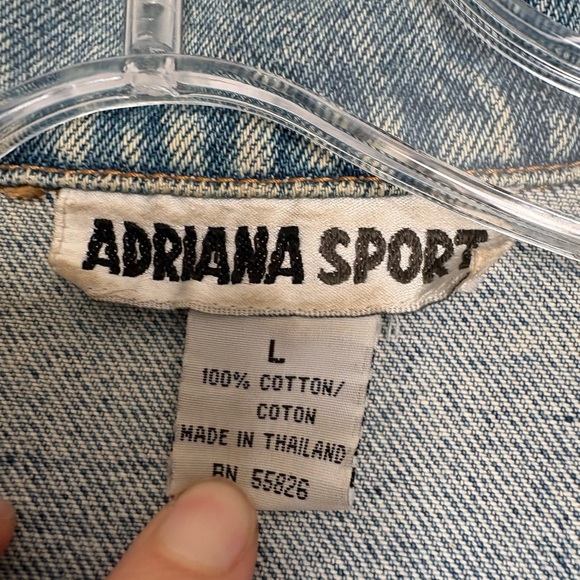 ADRIANA SPORT
L
100% COTTON/
COTON
MADE IN THAILAND
RN 55826